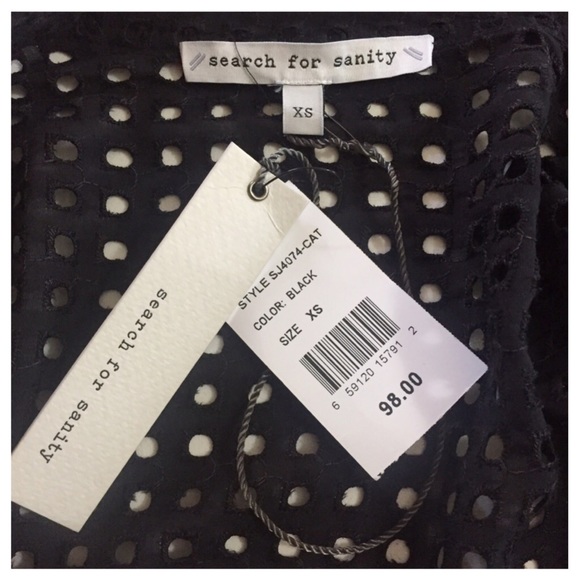 search for sanity
XS
search for sanity
STYLE SJ4074-CAT
COLOR: BLACK
SIZE XS
6 59120 15791 2
98.00